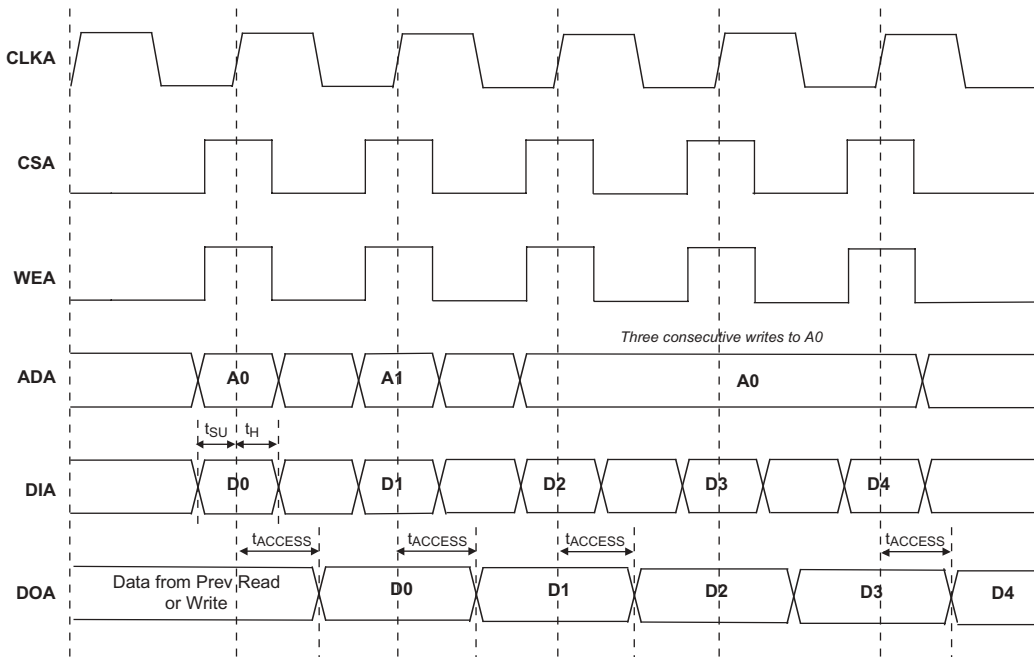 CLKA
CSA
WEA
Three consecutive writes to A0
ADA A0 A1 A0
tSU tH
DIA D0 D1 D2 D3 D4
tACCESS tACCESS tACCESS tACCESS
DOA Data from Prev Read
or Write D0 D1 D2 D3 D4